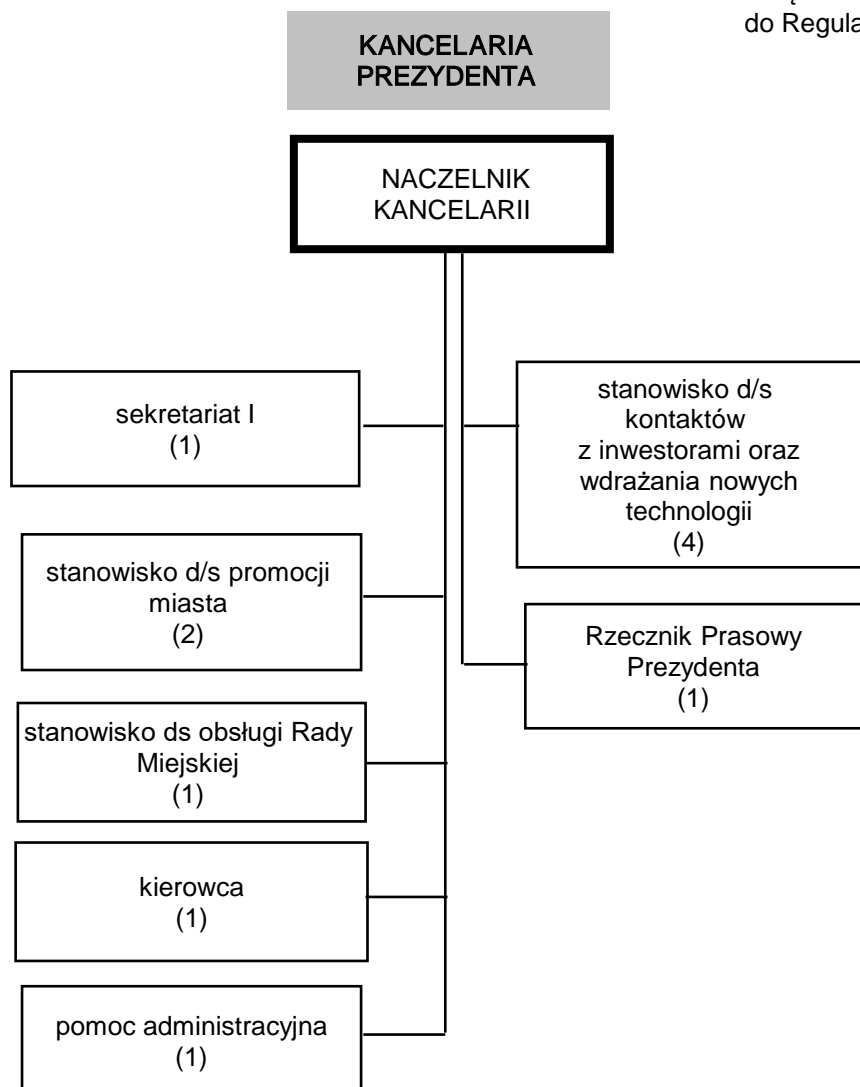 do
KANCELARIA
PREZYDENTA
NACZELNIK
KANCELARII
sekretariat I
(1)
stanowisko d/s promocji
miasta
(2)
stanowisko ds obsługi Rady
Miejskiej
(1)
kierowca
(1)
pomoc administracyjna
(1)
stanowisko d/s
kontaktów
z inwestorami oraz
wdrażania nowych
technologii
(4)
Rzecznik Prasowy
Prezydenta
(1)